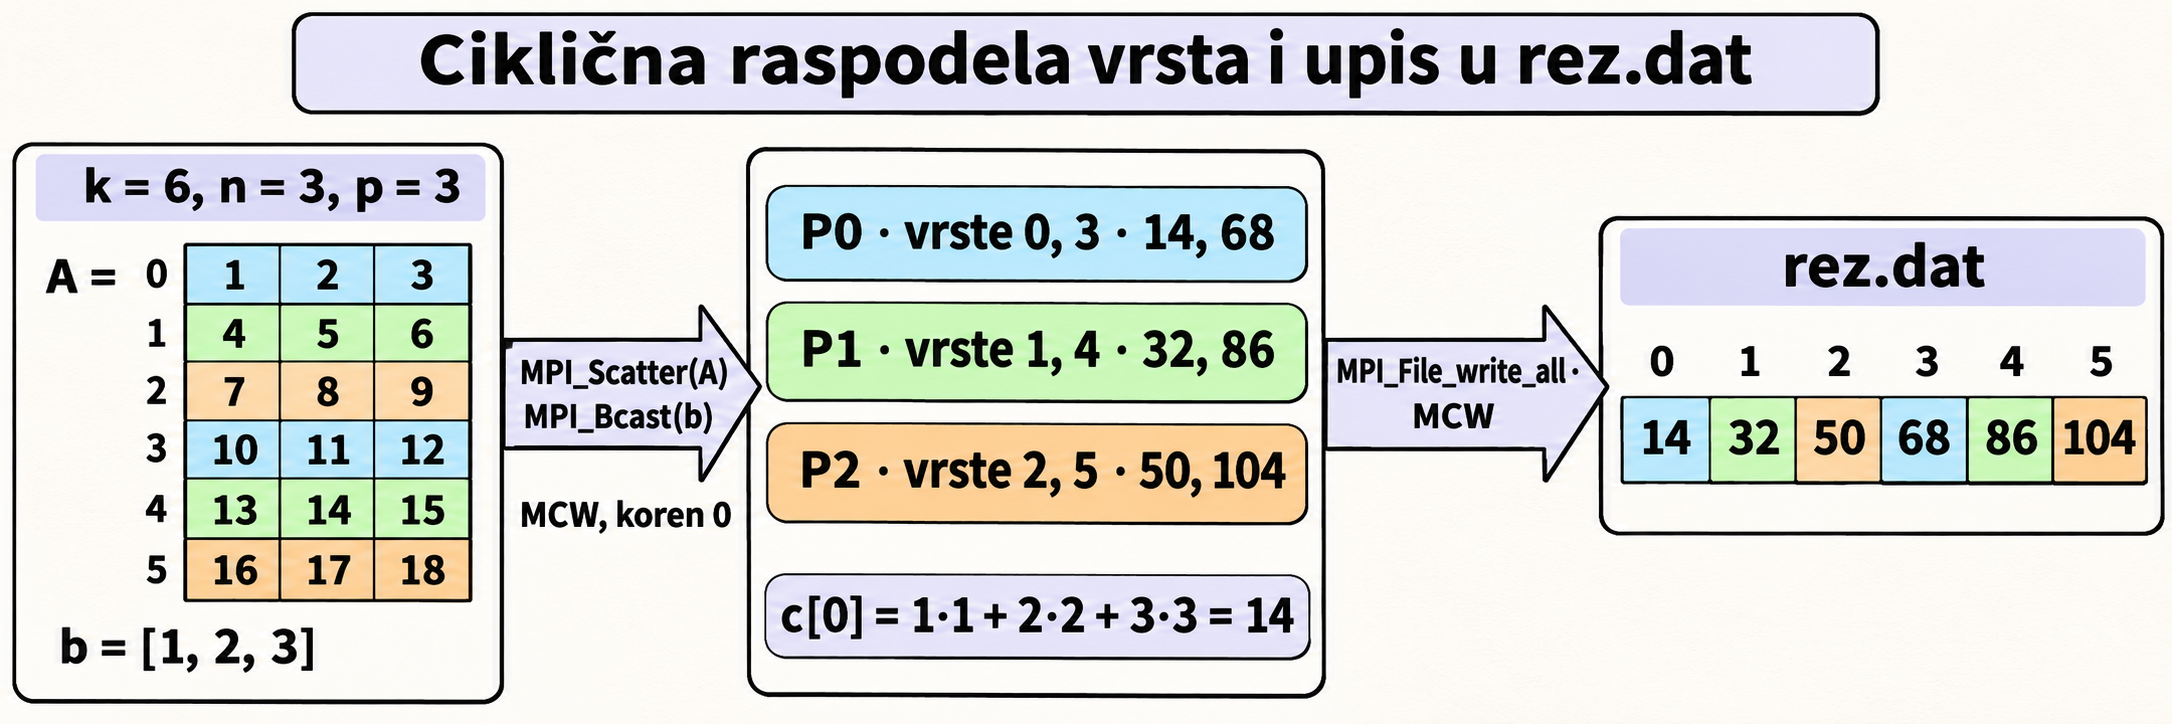 Ciklična raspodela vrsta i upis u rez.dat
k = 6, n = 3, p = 3
A = 0 1 2 3
1 4 5 6
2 7 8 9
3 10 11 12
4 13 14 15
5 16 17 18
b = [1, 2, 3]
MPI_Scatter(A)
MPI_Bcast(b)
MCW, koren 0
P0 · vrste 0, 3 · 14, 68
P1 · vrste 1, 4 · 32, 86
P2 · vrste 2, 5 · 50, 104
c[0] = 1·1 + 2·2 + 3·3 = 14
MPI_File_write_all ·
MCW
rez.dat
0 1 2 3 4 5
14 32 50 68 86 104